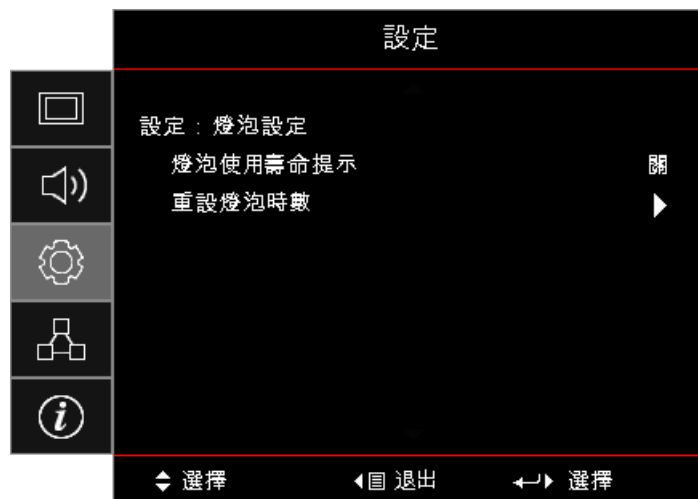 設定
設定 : 燈泡設定
燈泡使用壽命提示 關
重設燈泡時數
選擇 退出 選擇